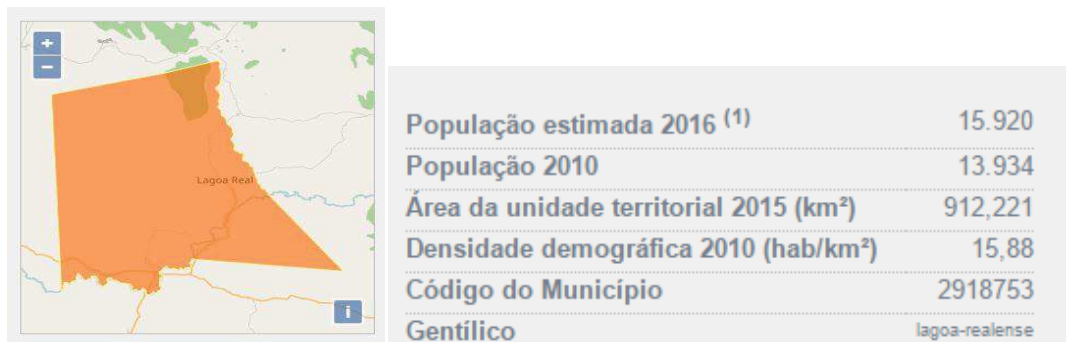 +
−
Lagoa Real
i
População estimada 2016 (1) 15.920
População 2010 13.934
Área da unidade territorial 2015 (km²) 912,221
Densidade demográfica 2010 (hab/km²) 15,88
Código do Município 2918753
Gentílico lagoa-realense